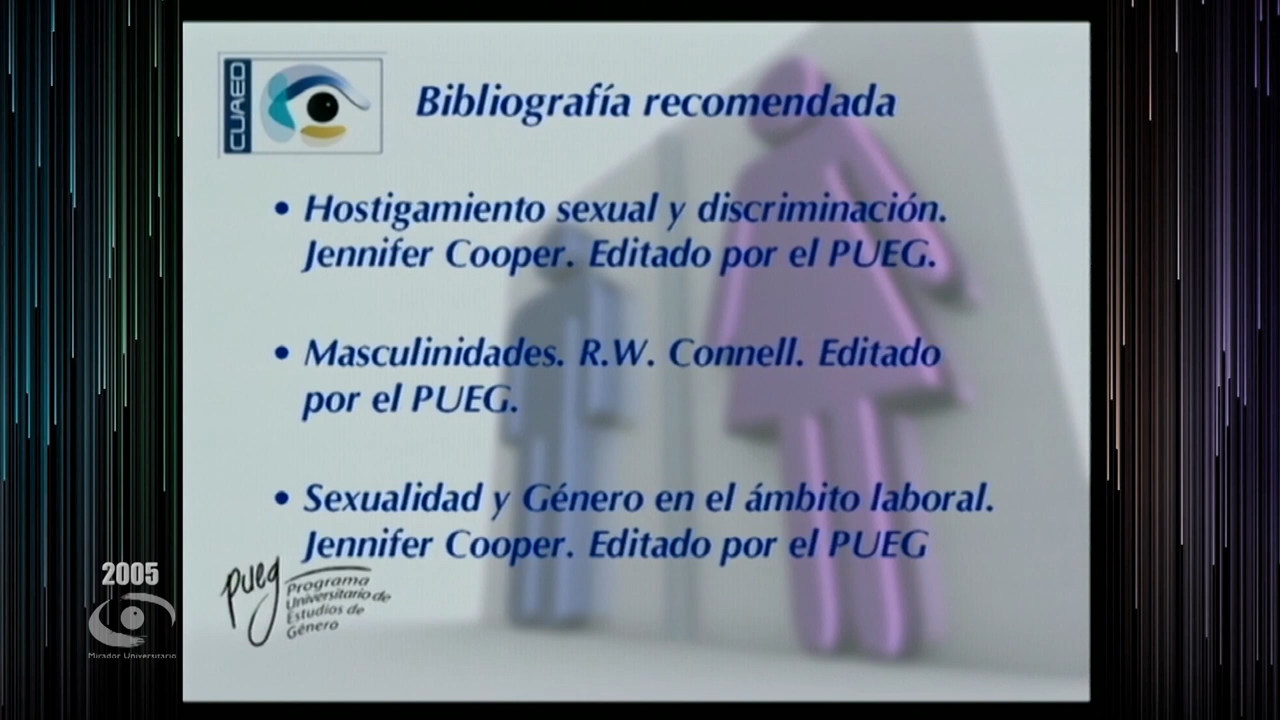 CUAED
Bibliografía recomendada
• Hostigamiento sexual y discriminación.
Jennifer Cooper. Editado por el PUEG.
• Masculinidades. R.W. Connell. Editado
por el PUEG.
• Sexualidad y Género en el ámbito laboral.
Jennifer Cooper. Editado por el PUEG
pueg
Programa
Universitario de
Estudios de
Género
2005
Mirador Universitario